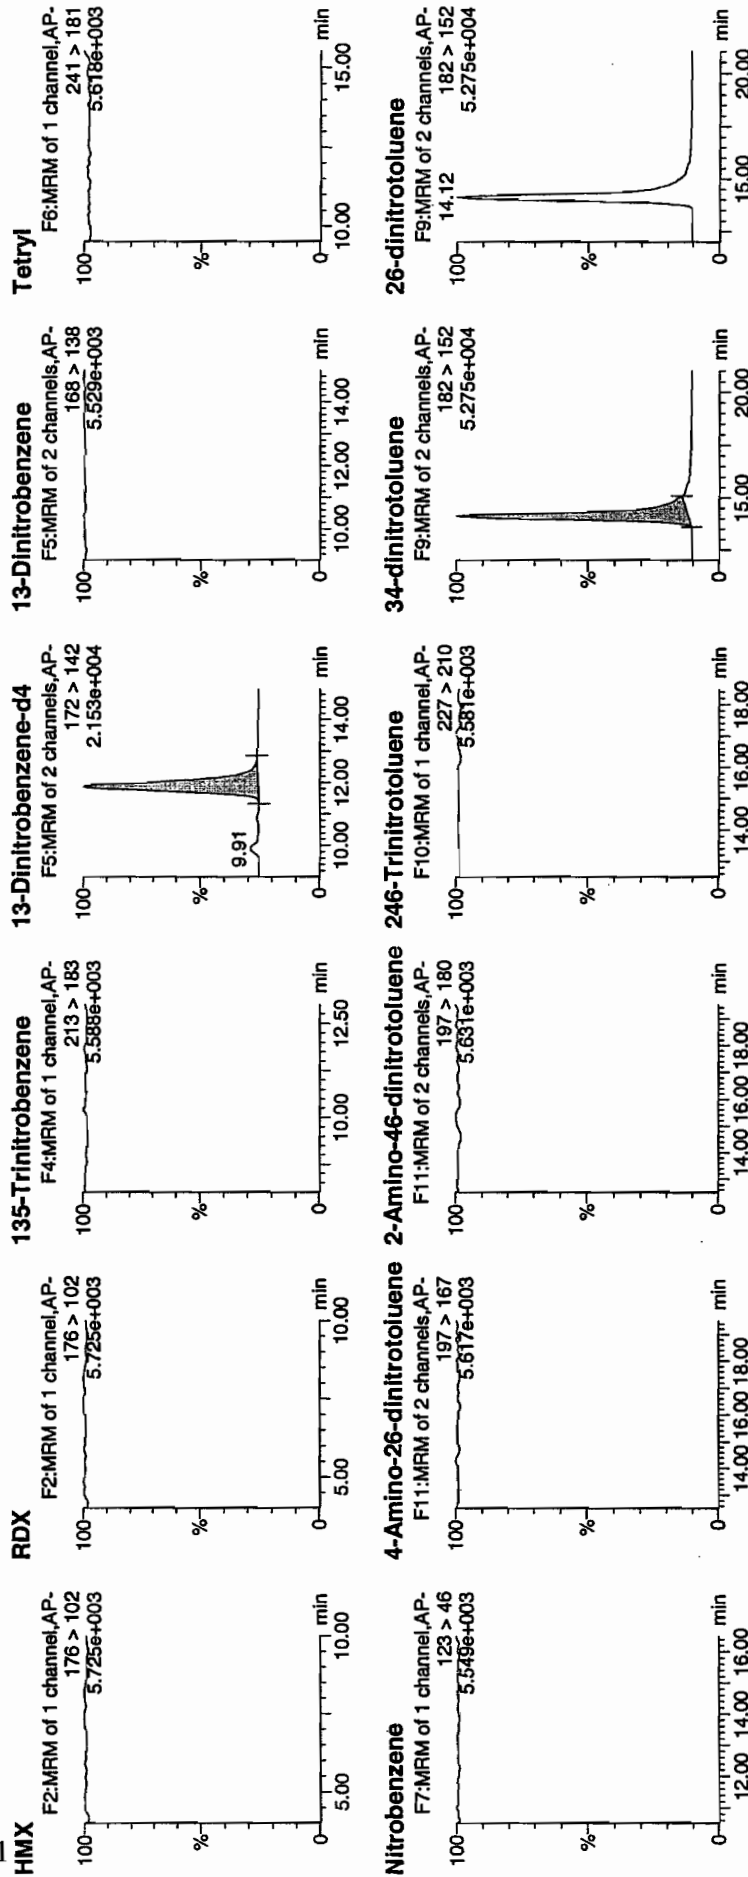 HMX
F2:MRM of 1 channel,AP-
176 > 102
5.725e+003
100
%
0
5.00 10.00 min
RDX
F2:MRM of 1 channel,AP-
176 > 102
5.725e+003
100
%
0
5.00 10.00 min
135-Trinitrobenzene
F4:MRM of 1 channel,AP-
213 > 183
5.588e+003
100
%
0
10.00 12.50 min
13-Dinitrobenzene-d4
F5:MRM of 2 channels,AP-
172 > 142
2.153e+004
100
%
9.91
0
10.00 12.00 14.00 min
13-Dinitrobenzene
F5:MRM of 2 channels,AP-
168 > 138
5.529e+003
100
%
0
10.00 12.00 14.00 min
Tetryl
F6:MRM of 1 channel,AP-
241 > 181
5.618e+003
100
%
0
10.00 15.00 min
Nitrobenzene
F7:MRM of 1 channel,AP-
123 > 46
5.549e+003
100
%
0
12.00 14.00 16.00 min
4-Amino-26-dinitrotoluene
F11:MRM of 2 channels,AP-
197 > 167
5.617e+003
100
%
0
14.00 16.00 18.00 min
2-Amino-46-dinitrotoluene
F11:MRM of 2 channels,AP-
197 > 180
5.631e+003
100
%
0
14.00 16.00 18.00 min
246-Trinitrotoluene
F10:MRM of 1 channel,AP-
227 > 210
5.581e+003
100
%
0
14.00 16.00 18.00 min
34-dinitrotoluene
F9:MRM of 2 channels,AP-
182 > 152
5.275e+004
100
%
0
15.00 20.00 min
26-dinitrotoluene
F9:MRM of 2 channels,AP-
14.12 182 > 152
5.275e+004
100
%
0
15.00 20.00 min